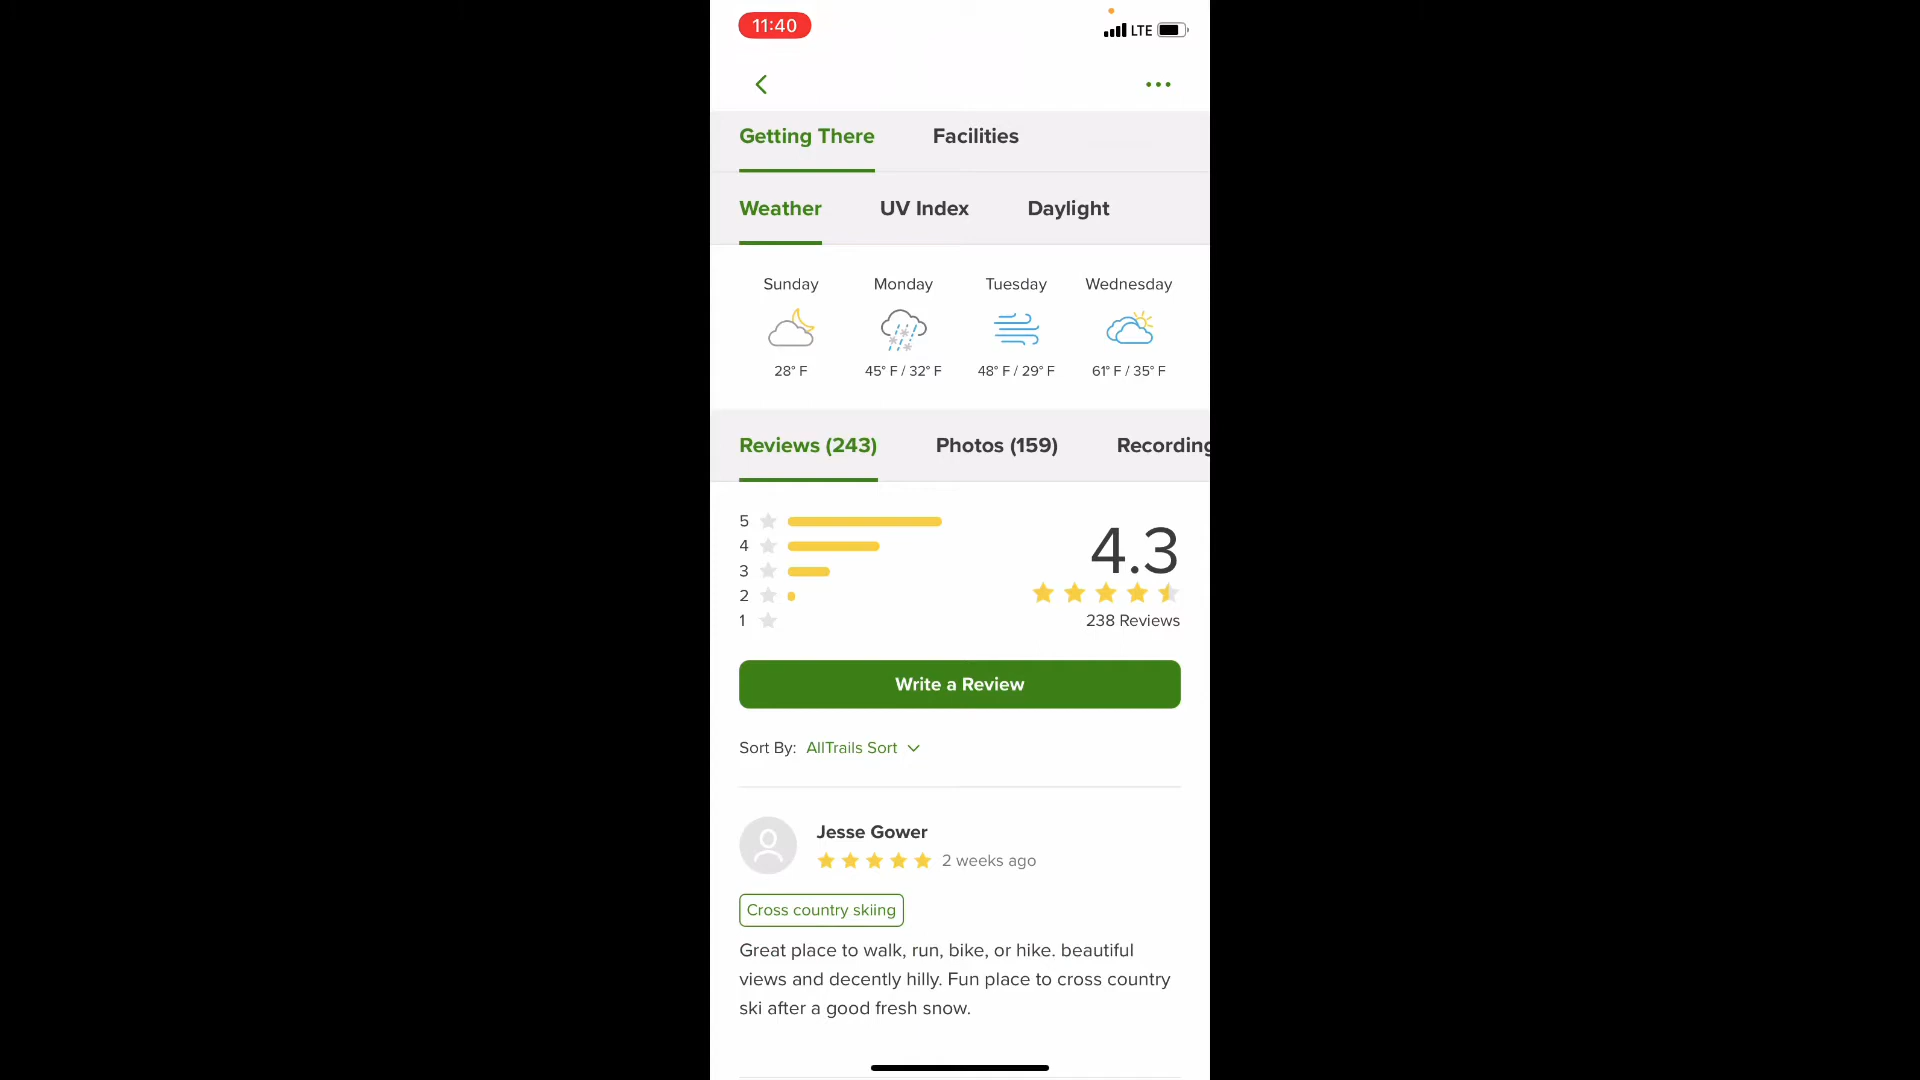 11:40
LTE
Getting There Facilities
Weather UV Index Daylight
Sunday Monday Tuesday Wednesday
28° F 45° F / 32° F 48° F / 29° F 61° F / 35° F
Reviews (243) Photos (159) Recording
5
4
3
2
1
4.3
238 Reviews
Write a Review
Sort By: AllTrails Sort
Jesse Gower
2 weeks ago
Cross country skiing
Great place to walk, run, bike, or hike. beautiful
views and decently hilly. Fun place to cross country
ski after a good fresh snow.